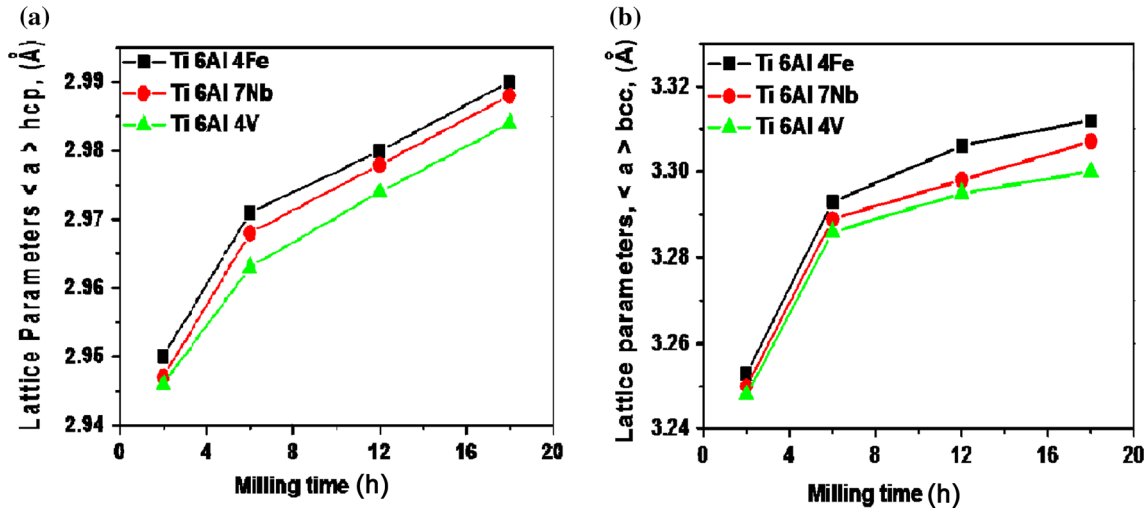 (a)
Lattice Parameters < a > hcp, (Å)
2.99
2.98
2.97
2.96
2.95
2.94
Ti 6Al 4Fe
Ti 6Al 7Nb
Ti 6Al 4V
0 4 8 12 16 20
Milling time (h)
(b)
Lattice parameters, < a > bcc, (Å)
3.32
3.30
3.28
3.26
3.24
Ti 6Al 4Fe
Ti 6Al 7Nb
Ti 6Al 4V
0 4 8 12 16 20
Milling time (h)